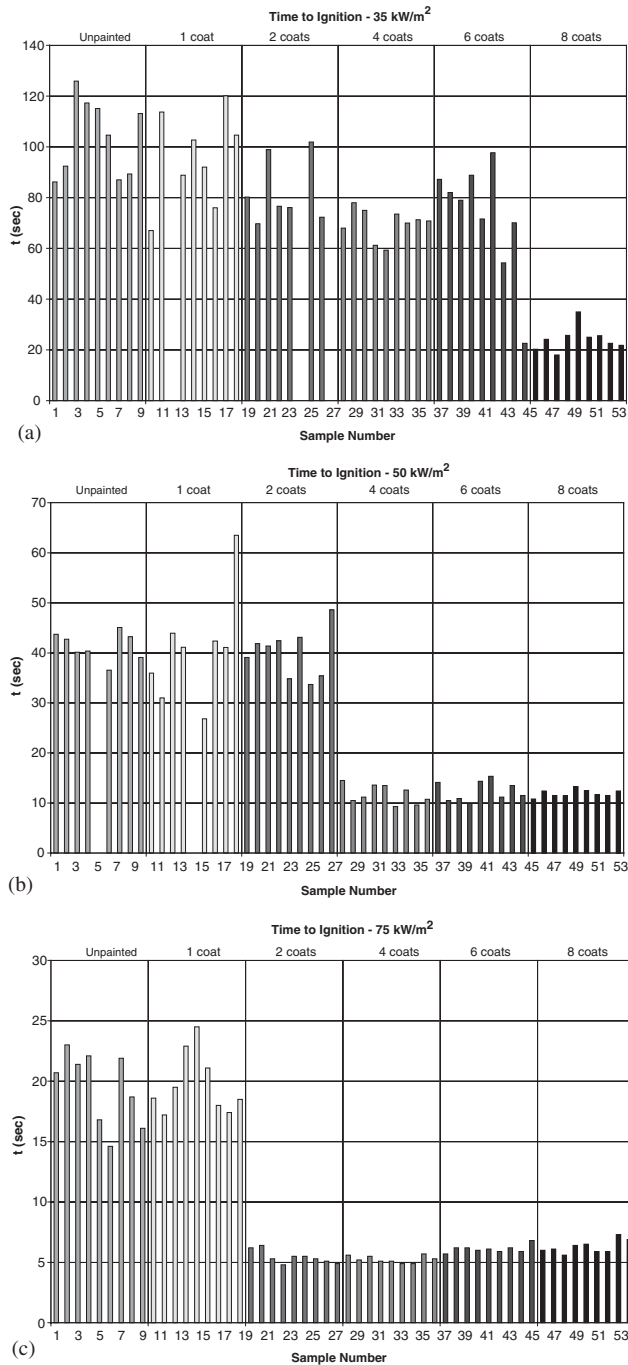 Time to Ignition - 35 kW/m²
Unpainted 1 coat 2 coats 4 coats 6 coats 8 coats
140
120
100
80
60
40
20
0
t (sec)
1 3 5 7 9 11 13 15 17 19 21 23 25 27 29 31 33 35 37 39 41 43 45 47 49 51 53
(a)
Sample Number
Time to Ignition - 50 kW/m²
Unpainted 1 coat 2 coats 4 coats 6 coats 8 coats
70
60
50
40
30
20
10
0
t (sec)
1 3 5 7 9 11 13 15 17 19 21 23 25 27 29 31 33 35 37 39 41 43 45 47 49 51 53
(b)
Sample Number
Time to Ignition - 75 kW/m²
Unpainted 1 coat 2 coats 4 coats 6 coats 8 coats
30
25
20
15
10
5
0
t (sec)
1 3 5 7 9 11 13 15 17 19 21 23 25 27 29 31 33 35 37 39 41 43 45 47 49 51 53
(c)
Sample Number